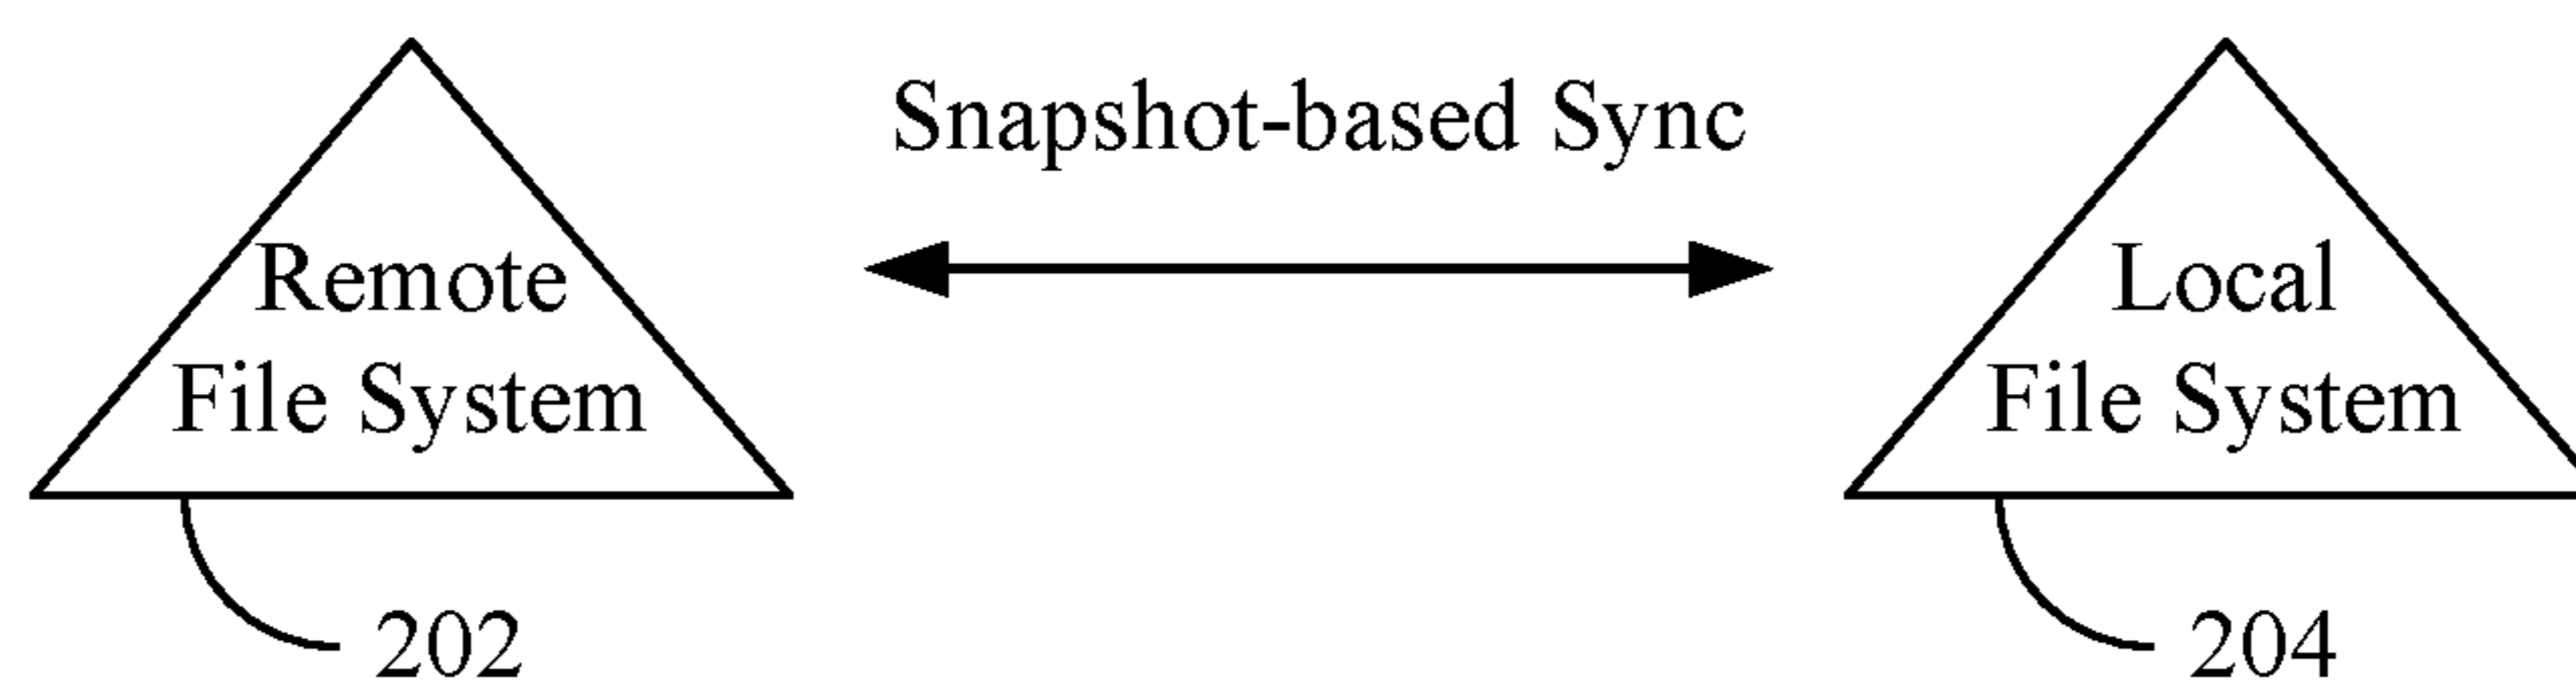 Snapshot-based Sync
Remote
File System
Local
File System
202
204